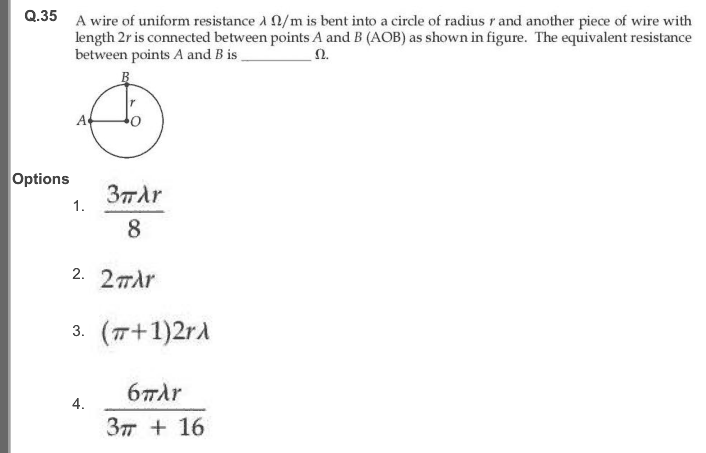 Q.35 A wire of uniform resistance λ Ω/m is bent into a circle of radius r and another piece of wire with
length 2r is connected between points A and B (AOB) as shown in figure. The equivalent resistance
between points A and B is __________ Ω.
B
r
A
O
Options
1. 3πλr
8
2. 2πλr
3. (π+1)2rλ
4. 6πλr
3π + 16